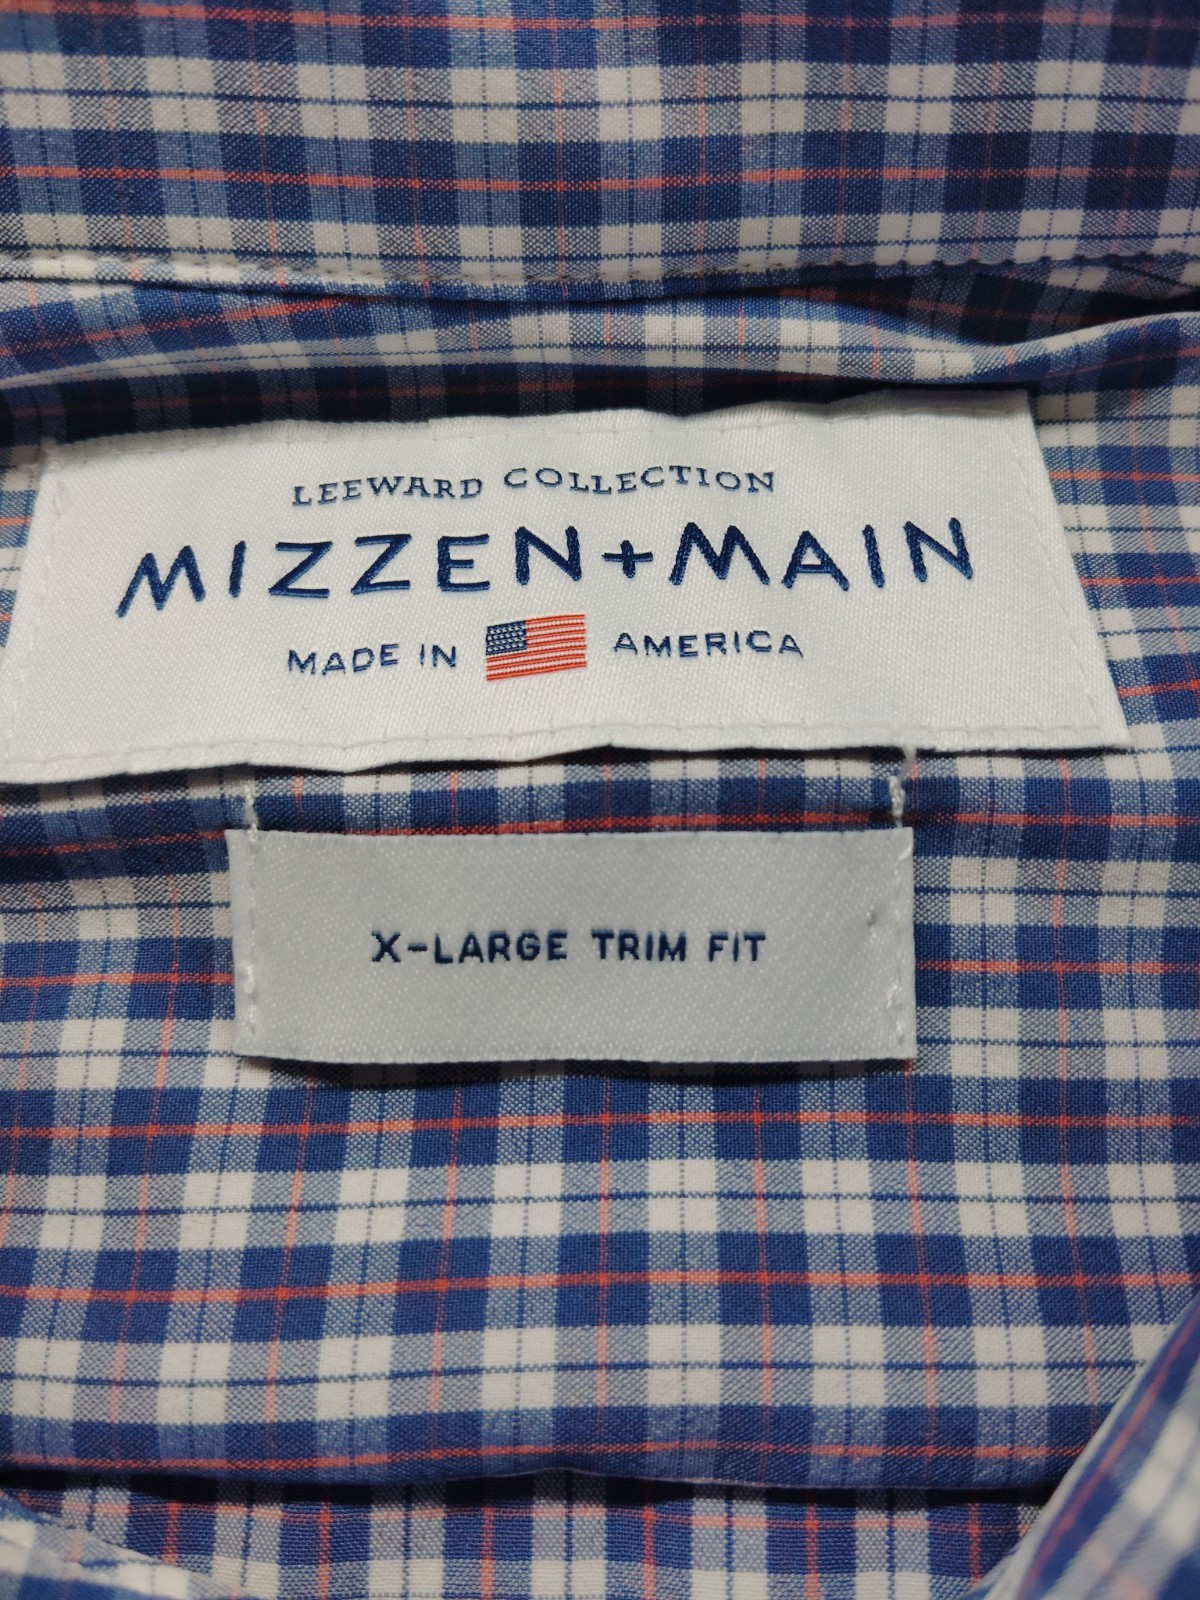 LEEWARD COLLECTION
MIZZEN+MAIN
MADE IN AMERICA
X-LARGE TRIM FIT